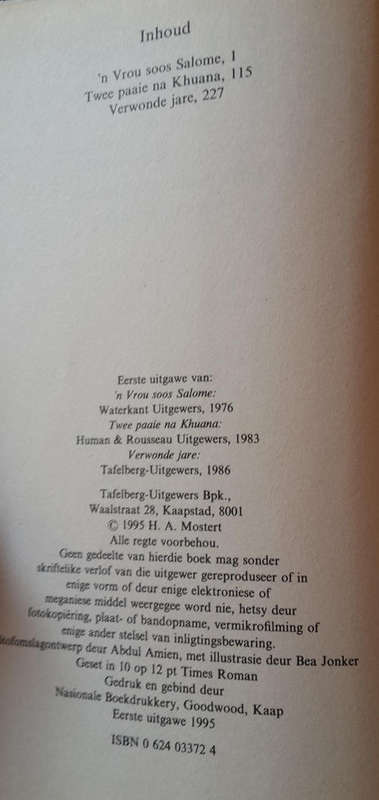 Inhoud
'n Vrou soos Salome, 1
Twee paaie na Khuana, 115
Verwonde jare, 227
Eerste uitgawe van:
'n Vrou soos Salome:
Waterkant Uitgewers, 1976
Twee paaie na Khuana:
Human & Rousseau Uitgewers, 1983
Verwonde jare:
Tafelberg-Uitgewers, 1986
Tafelberg-Uitgewers Bpk.,
Waalstraat 28, Kaapstad, 8001
© 1995 H. A. Mostert
Alle regte voorbehou.
Geen gedeelte van hierdie boek mag sonder
skriftelike verlof van die uitgewer gereproduseer of in
enige vorm of deur enige elektroniese of
meganiese middel weergegee word nie, hetsy deur
fotokopiëring, plaat- of bandopname, vermikrofilming of
enige ander stelsel van inligtingsbewaring.
Stofomslagontwerp deur Abdul Amien, met illustrasie deur Bea Jonker
Geset in 10 op 12 pt Times Roman
Gedruk en gebind deur
Nasionale Boekdrukkery, Goodwood, Kaap
Eerste uitgawe 1995
ISBN 0 624 03372 4